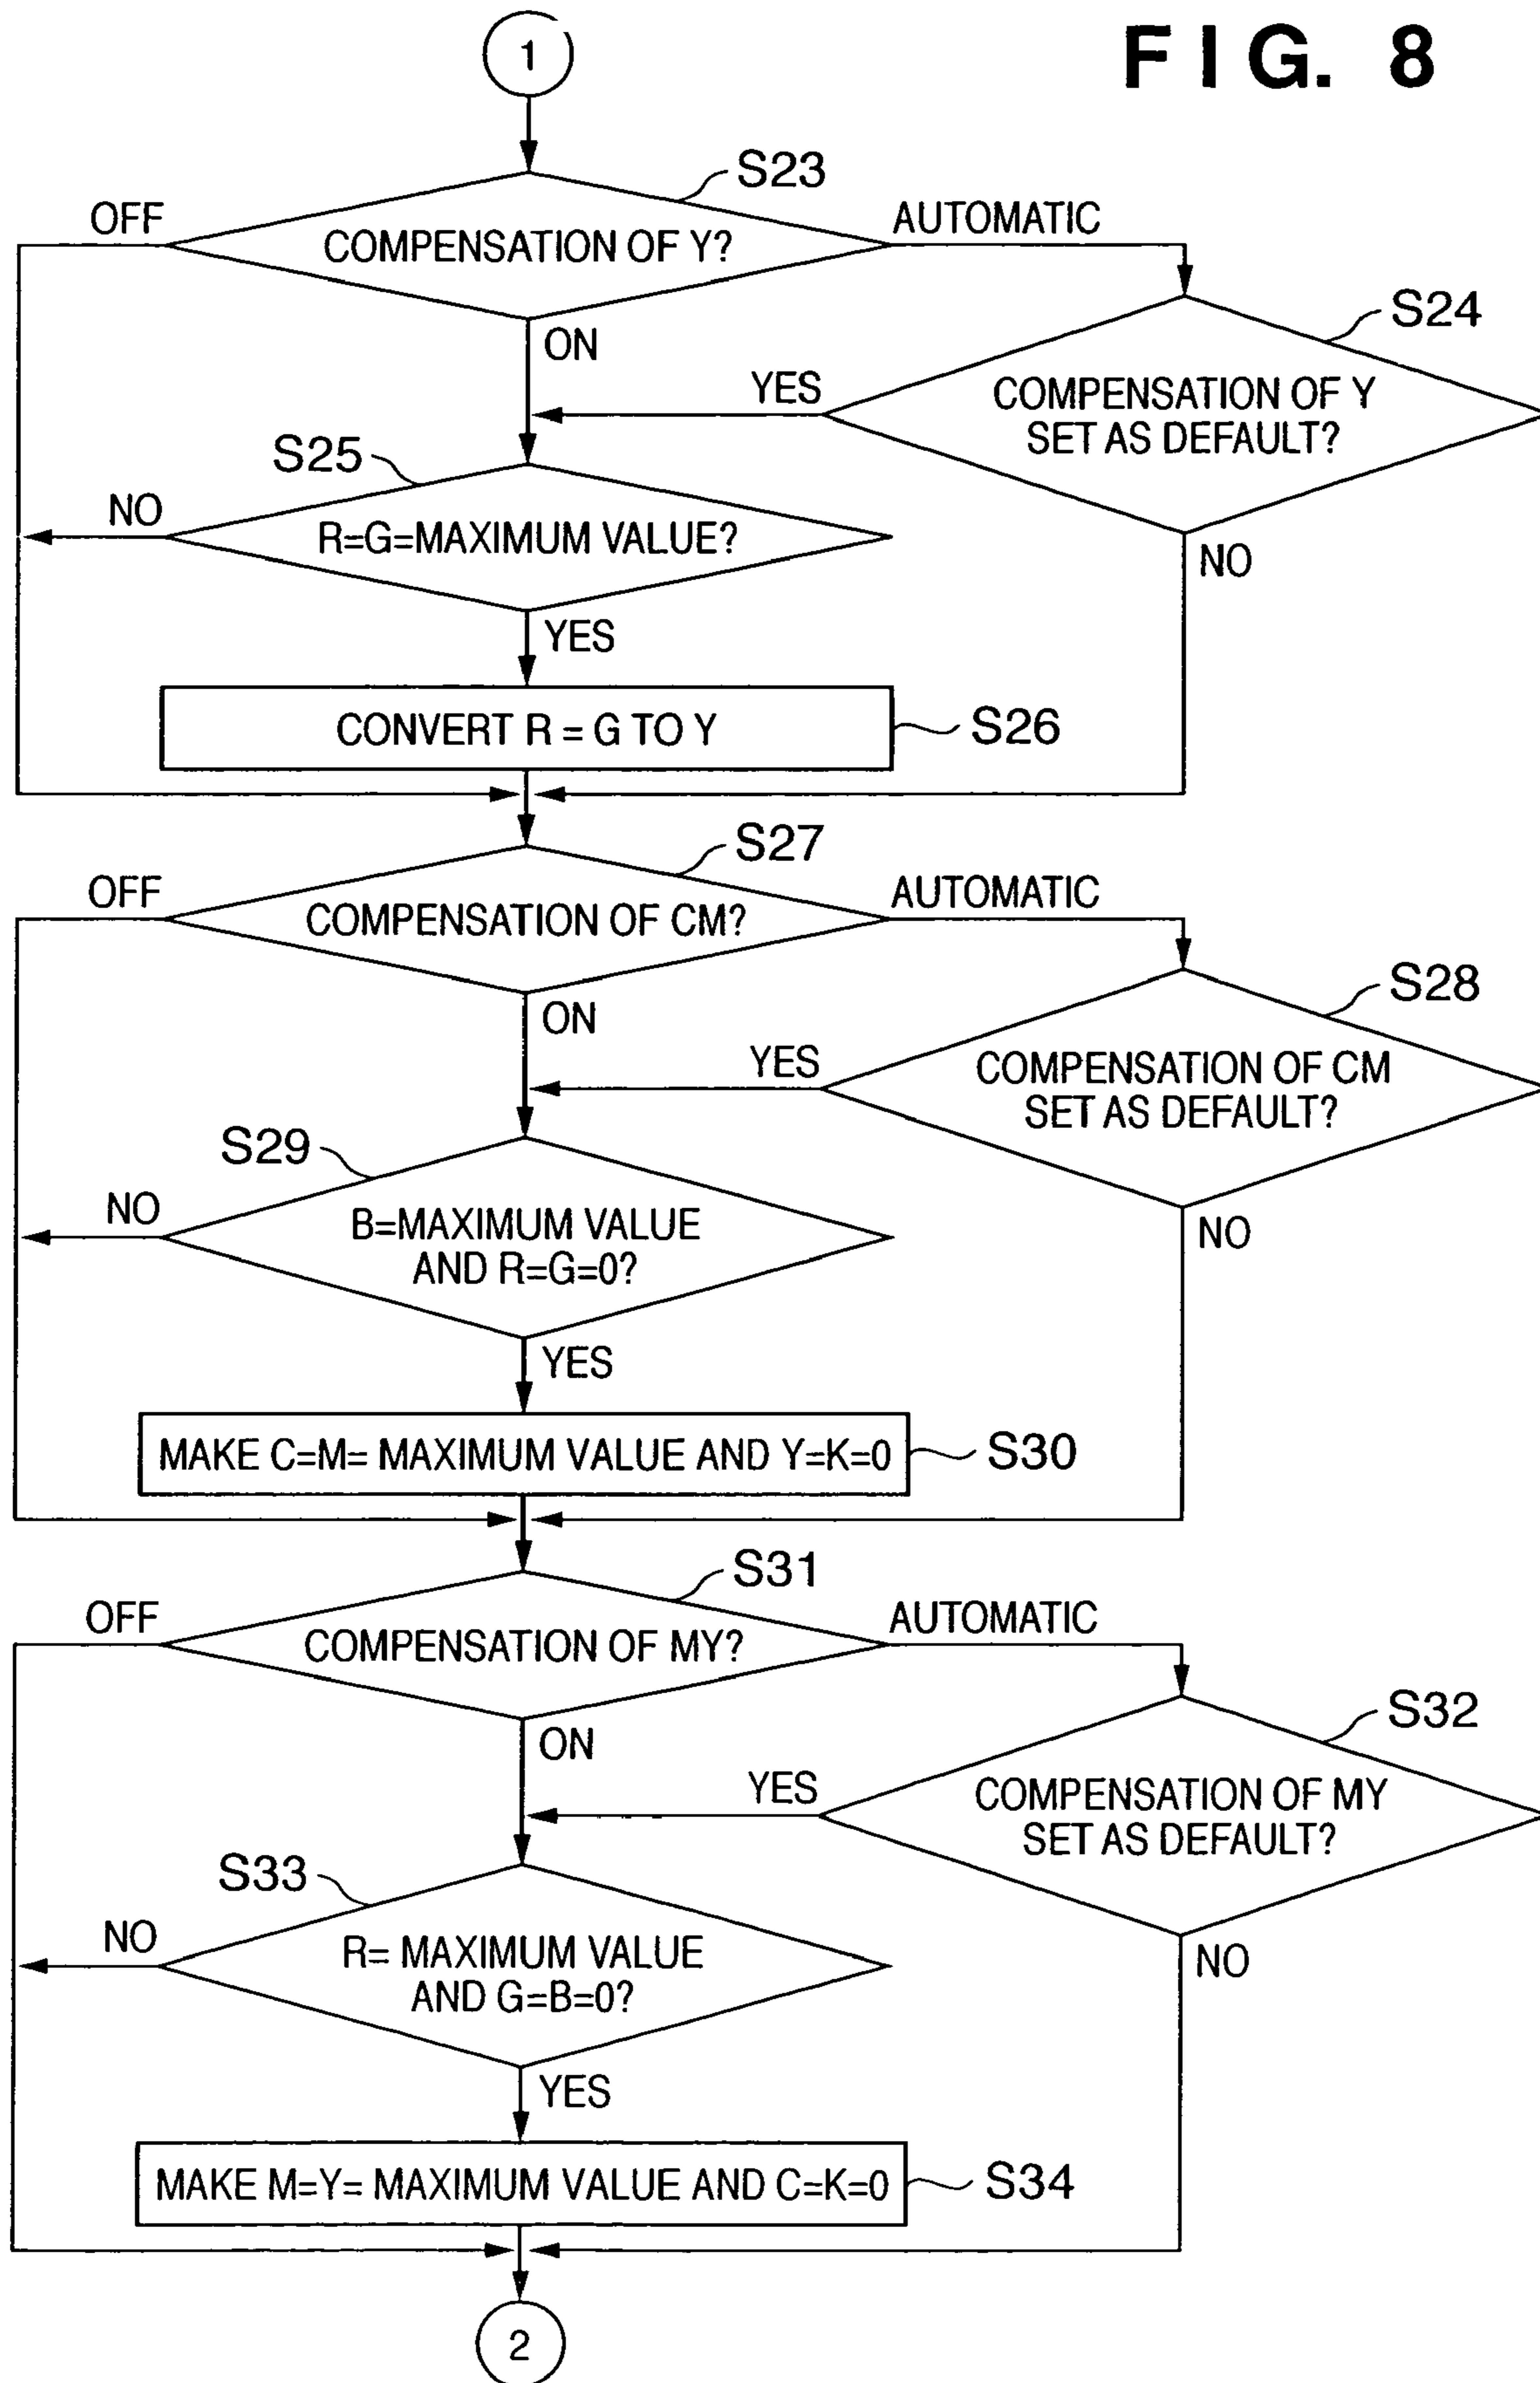 FIG. 8
1
S23
OFF
COMPENSATION OF Y?
AUTOMATIC
ON
S24
YES
COMPENSATION OF Y
SET AS DEFAULT?
S25
NO
R=G=MAXIMUM VALUE?
NO
YES
CONVERT R = G TO Y
S26
S27
OFF
COMPENSATION OF CM?
AUTOMATIC
ON
S28
YES
COMPENSATION OF CM
SET AS DEFAULT?
S29
NO
B=MAXIMUM VALUE
AND R=G=0?
NO
YES
MAKE C=M= MAXIMUM VALUE AND Y=K=0
S30
S31
OFF
COMPENSATION OF MY?
AUTOMATIC
ON
S32
YES
COMPENSATION OF MY
SET AS DEFAULT?
S33
NO
R= MAXIMUM VALUE
AND G=B=0?
NO
YES
MAKE M=Y= MAXIMUM VALUE AND C=K=0
S34
2